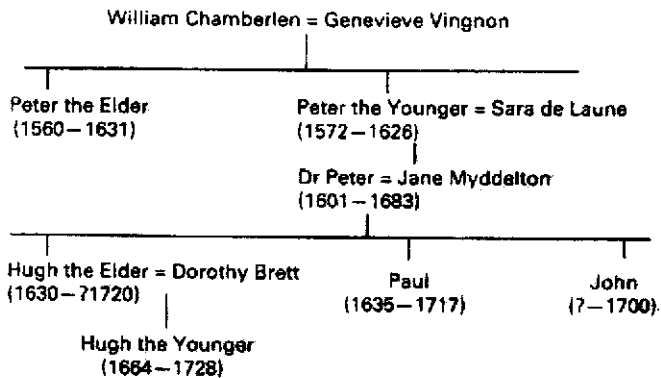 William Chamberlen = Genevieve Vingnon
Peter the Elder
(1560–1631)
Peter the Younger = Sara de Laune
(1572–1626)
Dr Peter = Jane Myddelton
(1601–1683)
Hugh the Elder = Dorothy Brett
(1630–?1720)
Paul
(1635–1717)
John
(?–1700)
Hugh the Younger
(1664–1728)